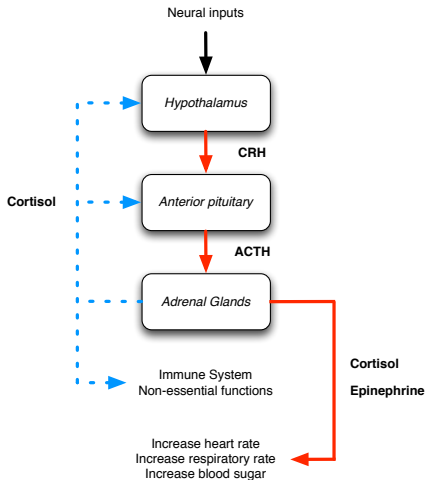 Neural inputs
Hypothalamus
CRH
Cortisol
Anterior pituitary
ACTH
Adrenal Glands
Cortisol
Epinephrine
Immune System
Non-essential functions
Increase heart rate
Increase respiratory rate
Increase blood sugar